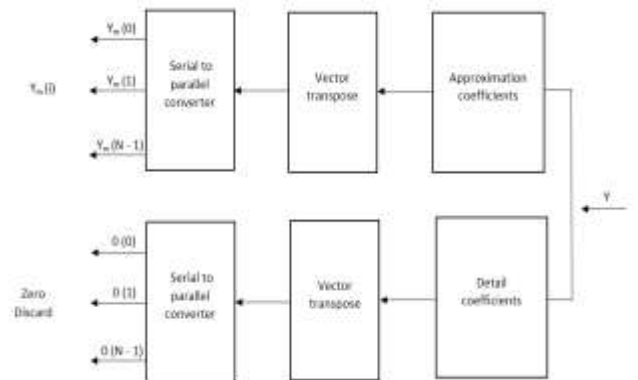 Yₘ (0)
Yₘ (1)
Yₘ (i)
Yₘ (N - 1)
Serial to
parallel
converter
Vector
transpose
Approximation
coefficients
Y
0 (0)
0 (1)
0 (N - 1)
Zero
Discard
Serial to
parallel
converter
Vector
transpose
Detail
coefficients